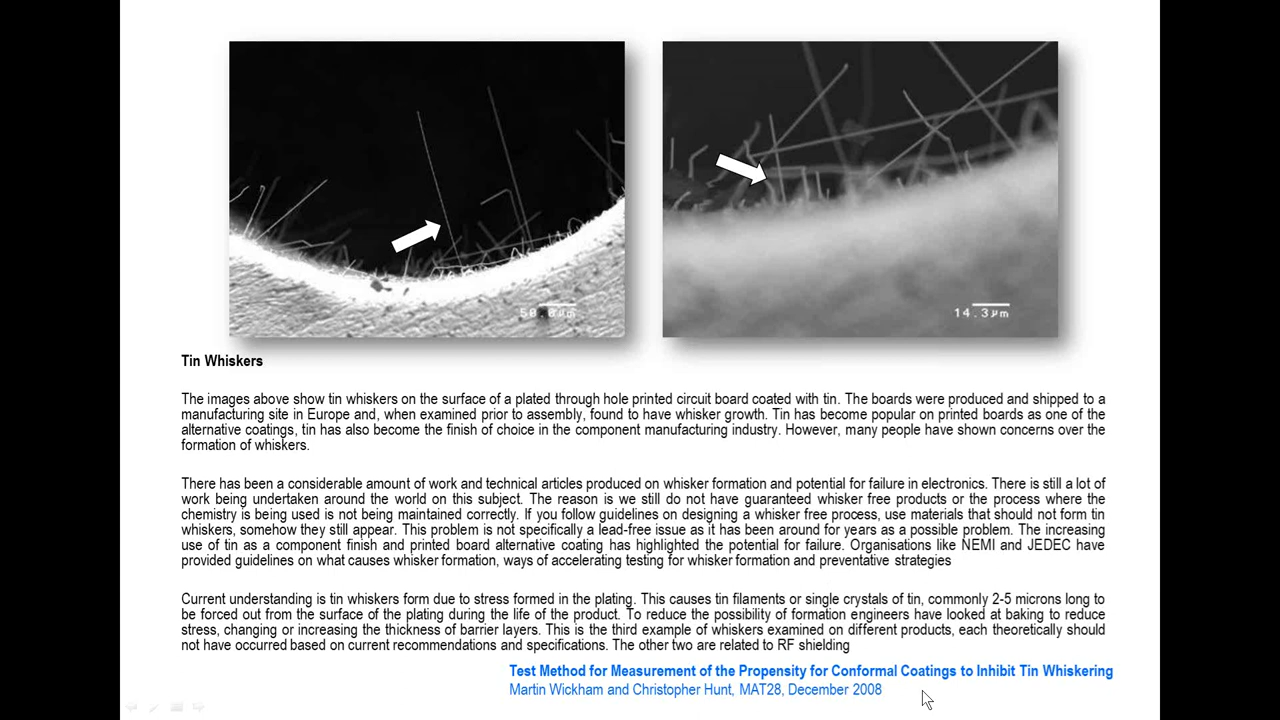 50.0µm
14.3µm
Tin Whiskers
The images above show tin whiskers on the surface of a plated through hole printed circuit board coated with tin. The boards were produced and shipped to a
manufacturing site in Europe and, when examined prior to assembly, found to have whisker growth. Tin has become popular on printed boards as one of the
alternative coatings, tin has also become the finish of choice in the component manufacturing industry. However, many people have shown concerns over the
formation of whiskers.
There has been a considerable amount of work and technical articles produced on whisker formation and potential for failure in electronics. There is still a lot of
work being undertaken around the world on this subject. The reason is we still do not have guaranteed whisker free products or the process where the
chemistry is being used is not being maintained correctly. If you follow guidelines on designing a whisker free process, use materials that should not form tin
whiskers, somehow they still appear. This problem is not specifically a lead-free issue as it has been around for years as a possible problem. The increasing
use of tin as a component finish and printed board alternative coating has highlighted the potential for failure. Organisations like NEMI and JEDEC have
provided guidelines on what causes whisker formation, ways of accelerating testing for whisker formation and preventative strategies
Current understanding is tin whiskers form due to stress formed in the plating. This causes tin filaments or single crystals of tin, commonly 2-5 microns long to
be forced out from the surface of the plating during the life of the product. To reduce the possibility of formation engineers have looked at baking to reduce
stress, changing or increasing the thickness of barrier layers. This is the third example of whiskers examined on different products, each theoretically should
not have occurred based on current recommendations and specifications. The other two are related to RF shielding
Test Method for Measurement of the Propensity for Conformal Coatings to Inhibit Tin Whiskering
Martin Wickham and Christopher Hunt, MAT28, December 2008